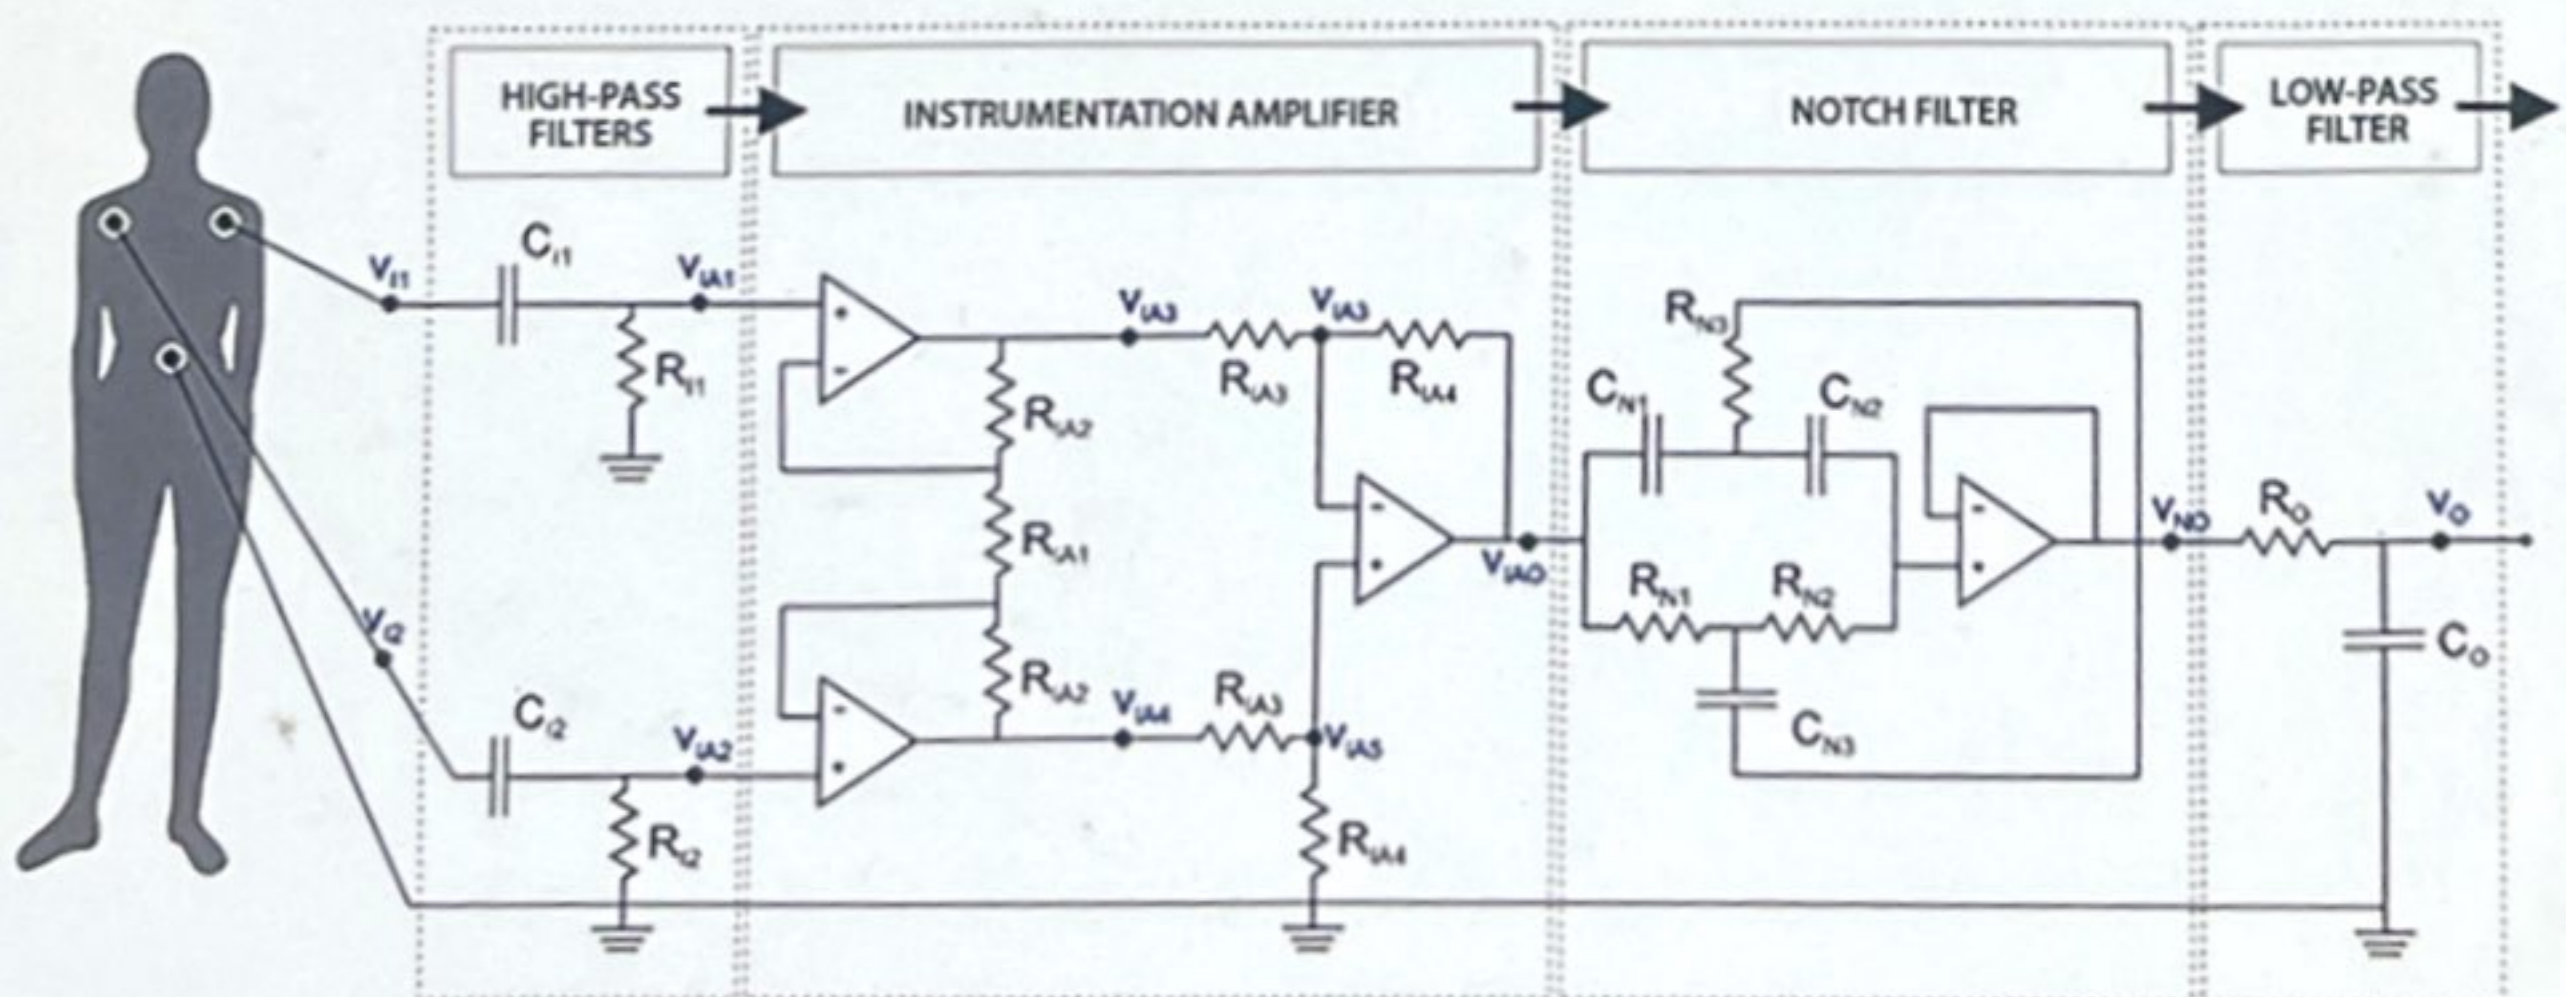 HIGH-PASS
FILTERS
INSTRUMENTATION AMPLIFIER
NOTCH FILTER
LOW-PASS
FILTER
V_I1
C_i1
V_IA1
R_i1
V_i2
C_i2
V_IA2
R_i2
+
-
-
+
R_IA2
R_IA1
R_IA2
V_IA3
R_IA3
V_IA3
R_IA4
V_IA4
R_IA3
V_IA5
R_IA4
-
+
V_IAO
R_N3
C_N1
C_N2
R_N1
R_N2
C_N3
-
+
V_NO
R_O
V_O
C_O